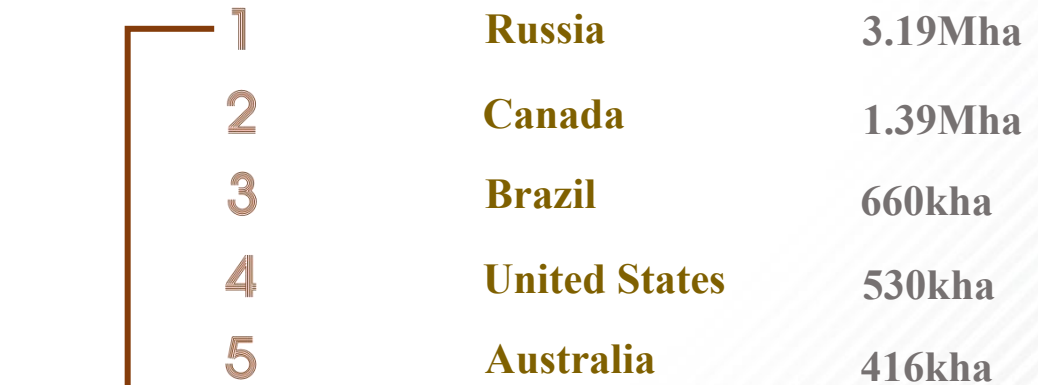 1 Russia 3.19Mha
2 Canada 1.39Mha
3 Brazil 660kha
4 United States 530kha
5 Australia 416kha